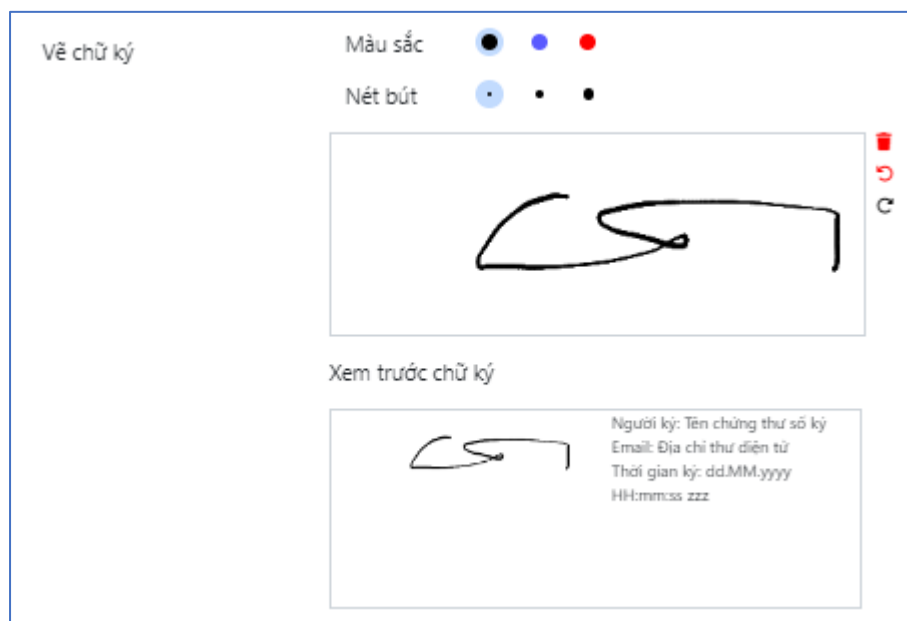 Vẽ chữ ký
Màu sắc
Nét bút
Xem trước chữ ký
Người ký: Tên chứng thư số ký
Email: Địa chỉ thư điện tử
Thời gian ký: dd.MM.yyyy
HH:mm:ss zzz